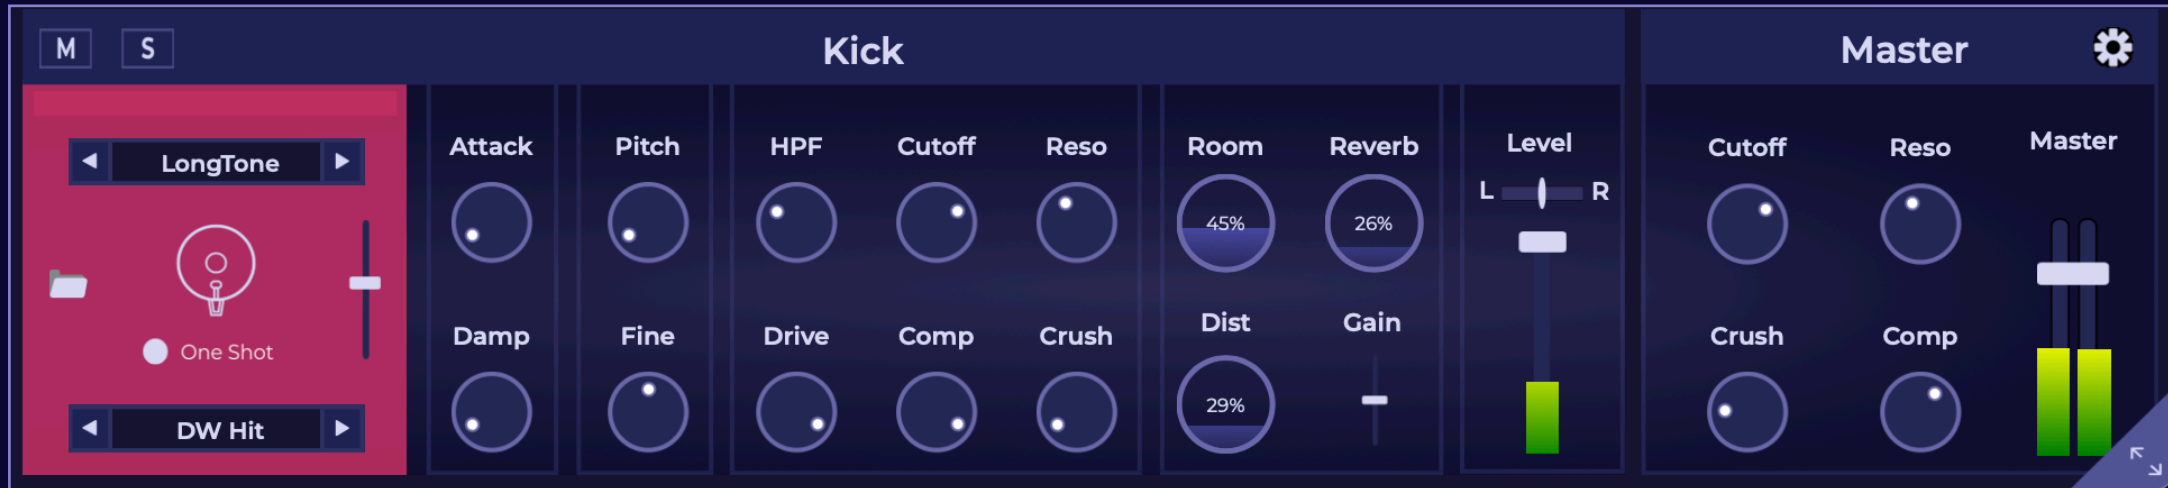 M S Kick Master
Attack Pitch HPF Cutoff Reso Room Reverb Level Cutoff Reso Master
LongTone
L R
45% 26%
One Shot
Damp Fine Drive Comp Crush Dist Gain Crush Comp
29%
DW Hit